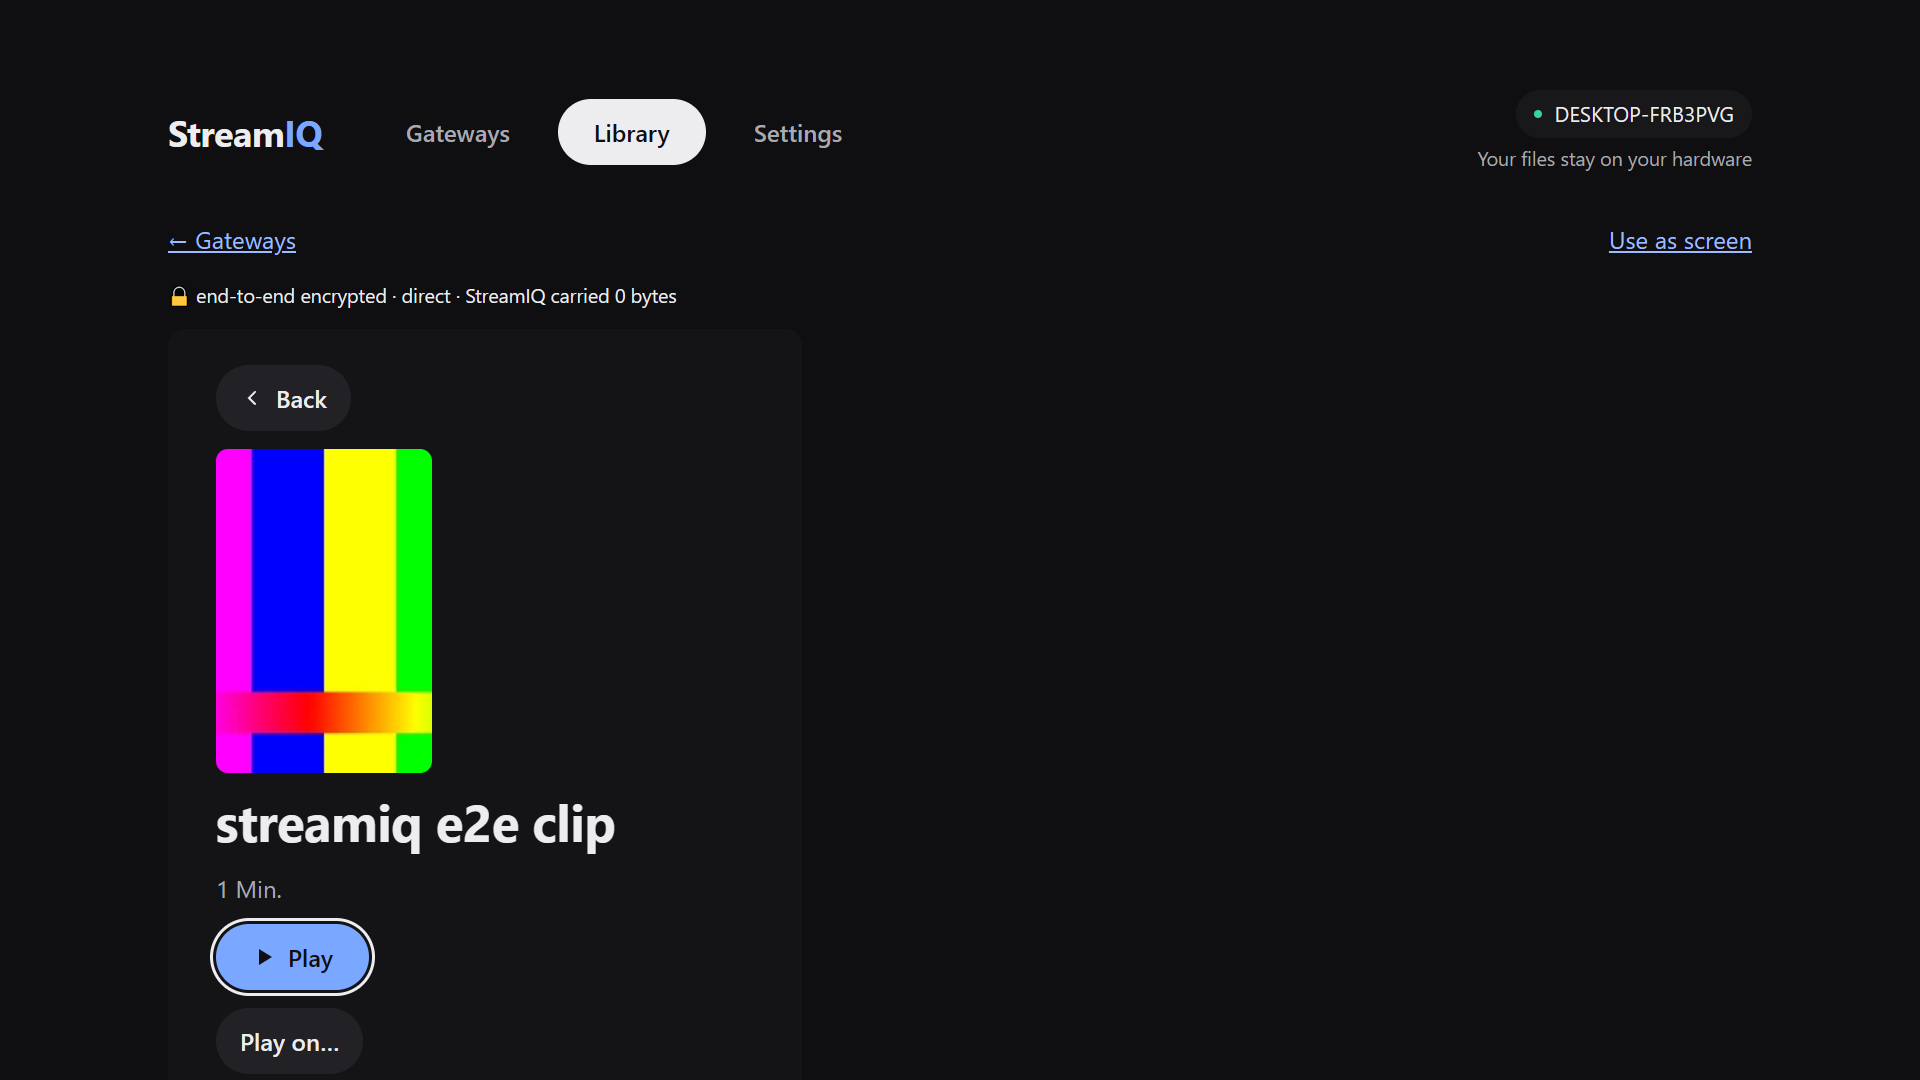 StreamIQ
Gateways
Library
Settings
DESKTOP-FRB3PVG
Your files stay on your hardware
← Gateways
Use as screen
🔒 end-to-end encrypted · direct · StreamIQ carried 0 bytes
Back
streamiq e2e clip
1 Min.
Play
Play on...